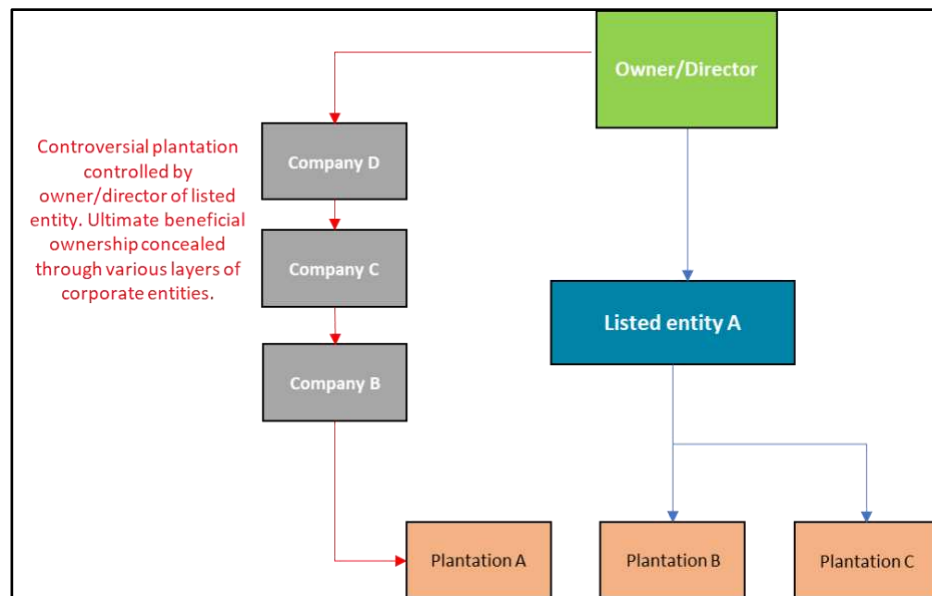 Owner/Director
Company D
Controversial plantation
controlled by
owner/director of listed
entity. Ultimate beneficial
ownership concealed
through various layers of
corporate entities.
Company C
Listed entity A
Company B
Plantation A
Plantation B
Plantation C